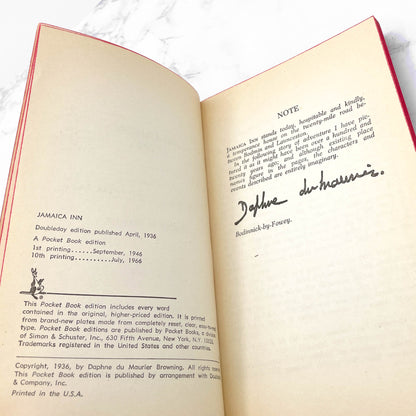 JAMAICA INN
Doubleday edition published April, 1936
A Pocket Book edition
1st printing......September, 1946
10th printing..........July, 1966
This Pocket Book edition includes every word
contained in the original, higher-priced edition. It is printed
from brand-new plates made from completely reset, clear, easy-to-read
type. Pocket Book editions are published by Pocket Books, a division
of Simon & Schuster, Inc., 630 Fifth Avenue, New York, N.Y. 10020.
Trademarks registered in the United States and other countries.
Copyright, 1936, by Daphne du Maurier Browning. All rights reserved.
This Pocket Book edition is published by arrangement with Doubleday
& Company, Inc.
Printed in the U.S.A.
NOTE
JAMAICA INN stands today, hospitable and kindly,
a temperance house on the twenty-mile road be-
tween Bodmin and Launceston.
In the following story of adventure I have pic-
tured it as it might have been over a hundred and
twenty years ago; and although existing place
names figure in the pages, the characters and
events described are entirely imaginary.
Daphne du Maurier.
Bodinnick-by-Fowey.